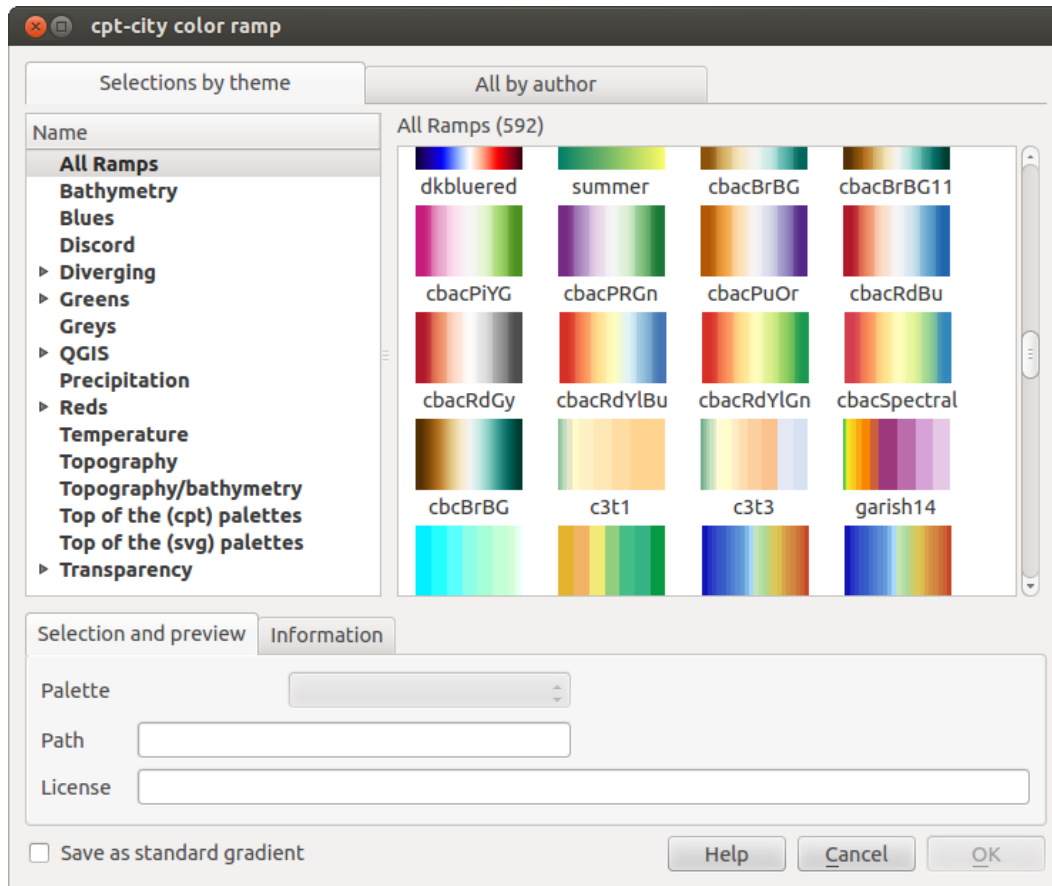 cpt-city color ramp
Selections by theme
All by author
Name
All Ramps
Bathymetry
Blues
Discord
Diverging
Greens
Greys
QGIS
Precipitation
Reds
Temperature
Topography
Topography/bathymetry
Top of the (cpt) palettes
Top of the (svg) palettes
Transparency
All Ramps (592)
dkbluered summer cbacBrBG cbacBrBG11
cbacPiYG cbacPRGn cbacPuOr cbacRdBu
cbacRdGy cbacRdYlBu cbacRdYlGn cbacSpectral
cbcBrBG c3t1 c3t3 garish14
Selection and preview
Information
Palette
Path
License
Save as standard gradient
Help
Cancel
OK